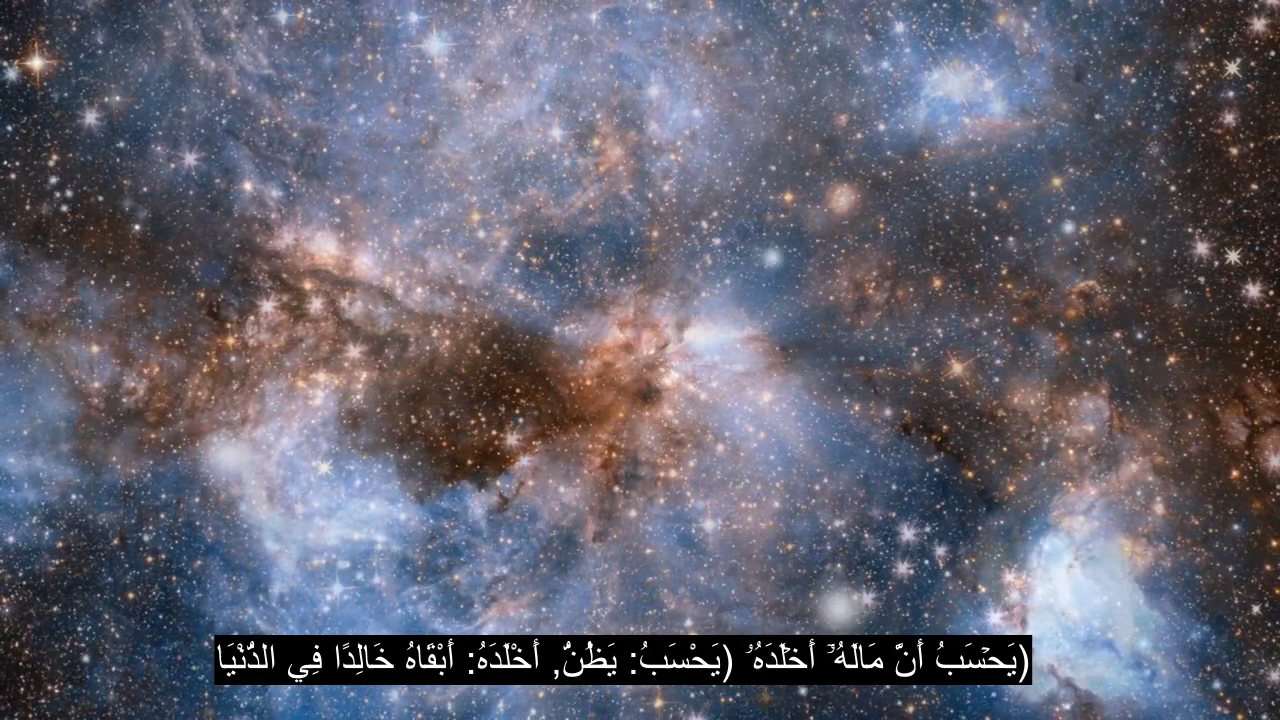 (يَحۡسَبُ أَنَّ مَالَهُۥٓ أَخۡلَدَهُۥ (يَحْسَبُ: يَظُنُّ, أَخْلَدَهُ: أَبْقَاهُ خَالِدًا فِي الدُّنْيَا